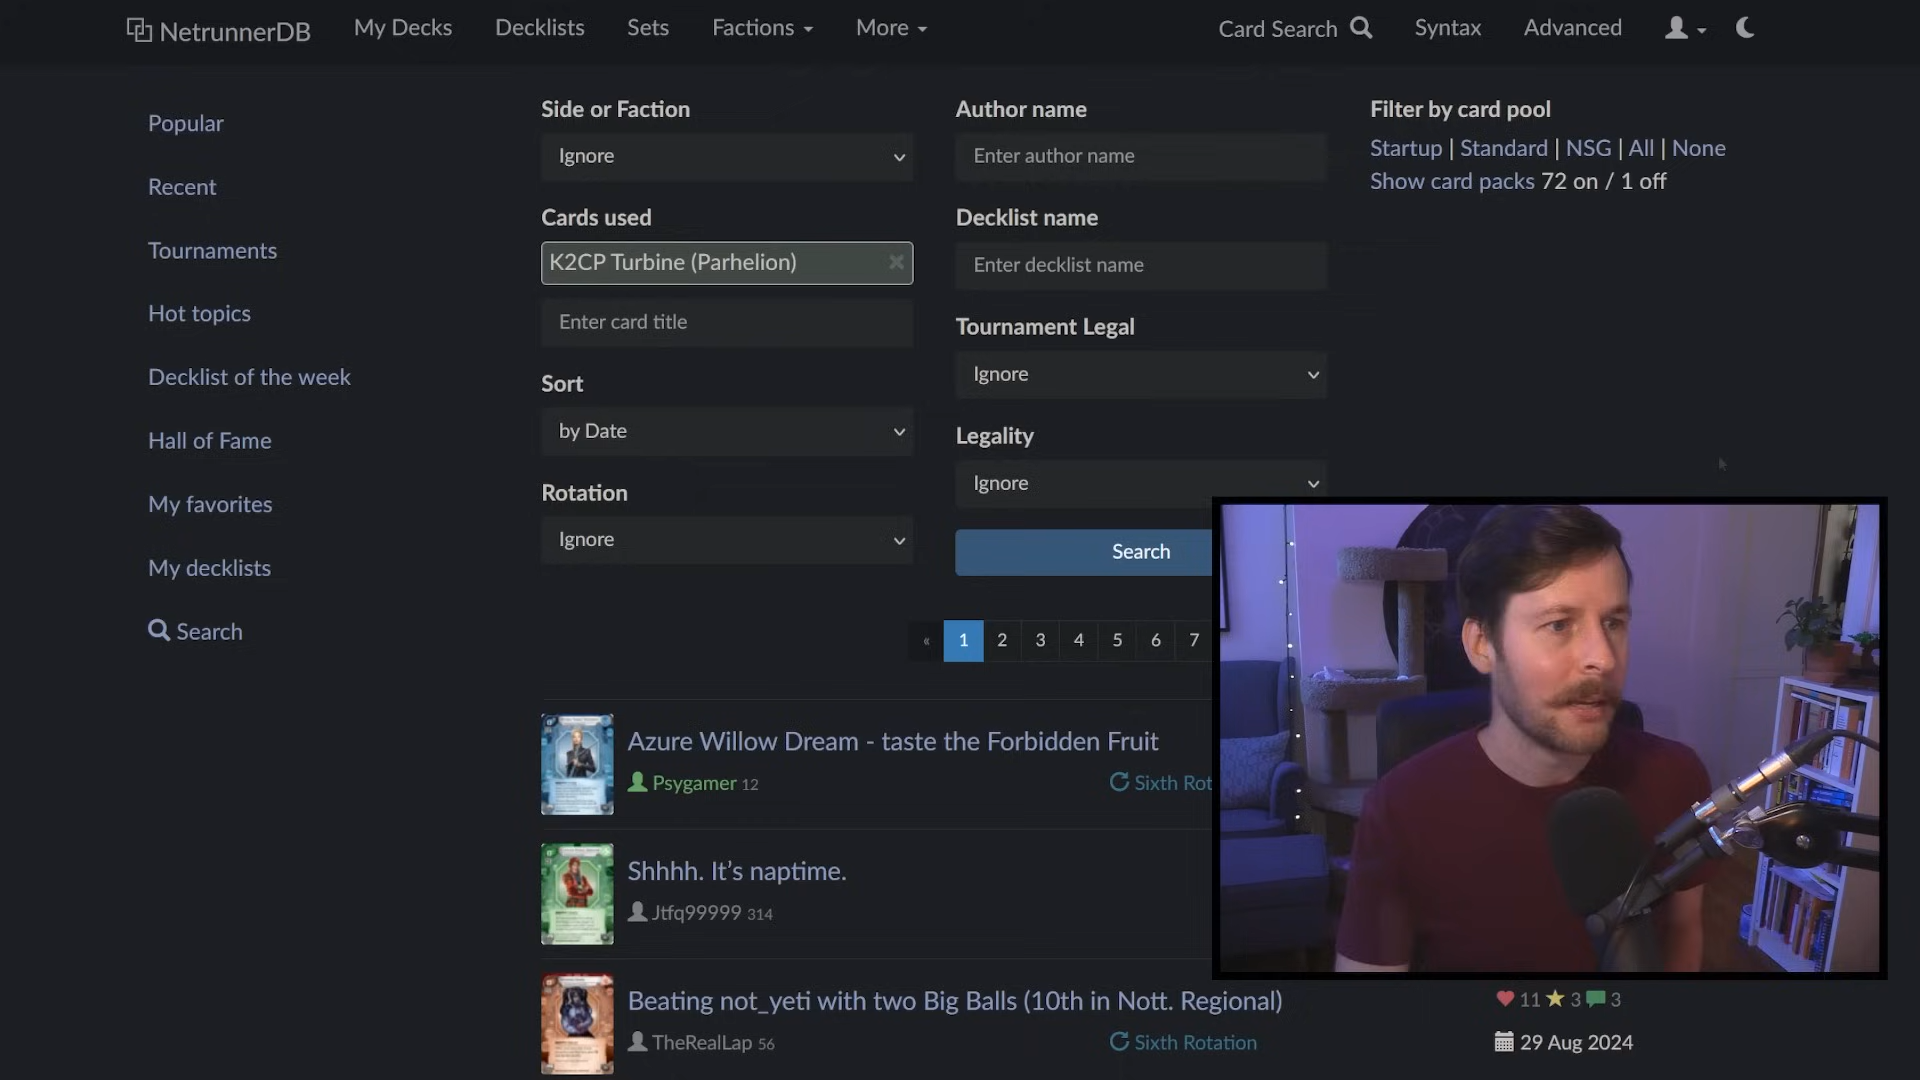 NetrunnerDB My Decks Decklists Sets Factions More Card Search Syntax Advanced
Popular
Recent
Tournaments
Hot topics
Decklist of the week
Hall of Fame
My favorites
My decklists
Search
Side or Faction
Ignore
Cards used
K2CP Turbine (Parhelion)
Enter card title
Sort
by Date
Rotation
Ignore
Author name
Enter author name
Decklist name
Enter decklist name
Tournament Legal
Ignore
Legality
Ignore
Search
Filter by card pool
Startup | Standard | NSG | All | None
Show card packs 72 on / 1 off
« 1 2 3 4 5 6 7
Azure Willow Dream - taste the Forbidden Fruit
Psygamer 12 Sixth Rot
Shhhh. It's naptime.
Jtfq99999 314
Beating not_yeti with two Big Balls (10th in Nott. Regional) 11 3 3
TheRealLap 56 Sixth Rotation 29 Aug 2024